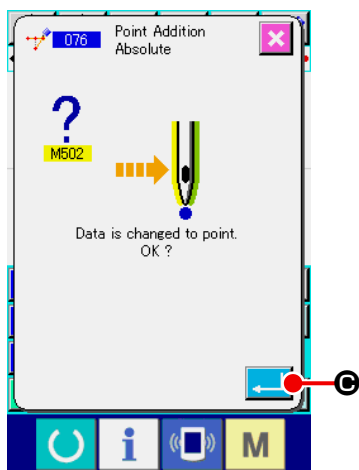 076 Point Addition
Absolute
?
M502
Data is changed to point.
OK ?
C
i M